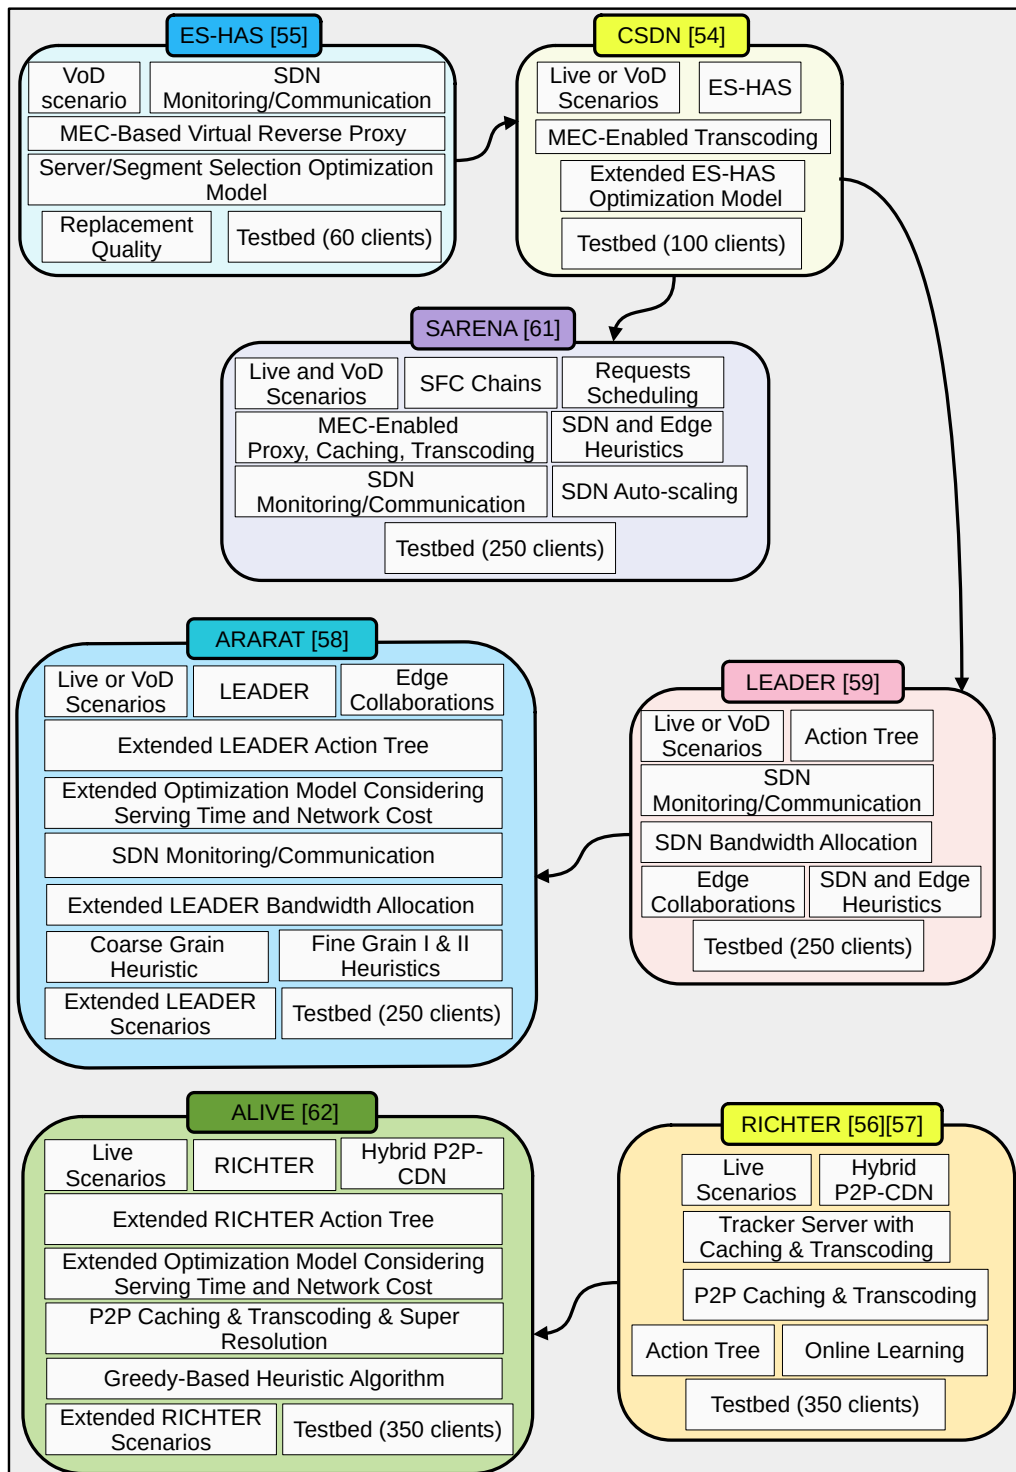 ES-HAS [55]
VoD
scenario
SDN
Monitoring/Communication
MEC-Based Virtual Reverse Proxy
Server/Segment Selection Optimization
Model
Replacement
Quality
Testbed (60 clients)
CSDN [54]
Live or VoD
Scenarios
ES-HAS
MEC-Enabled Transcoding
Extended ES-HAS
Optimization Model
Testbed (100 clients)
SARENA [61]
Live and VoD
Scenarios
SFC Chains
Requests
Scheduling
MEC-Enabled
Proxy, Caching, Transcoding
SDN and Edge
Heuristics
SDN
Monitoring/Communication
SDN Auto-scaling
Testbed (250 clients)
ARARAT [58]
Live or VoD
Scenarios
LEADER
Edge
Collaborations
Extended LEADER Action Tree
Extended Optimization Model Considering
Serving Time and Network Cost
SDN Monitoring/Communication
Extended LEADER Bandwidth Allocation
Coarse Grain
Heuristic
Fine Grain I & II
Heuristics
Extended LEADER
Scenarios
Testbed (250 clients)
LEADER [59]
Live or VoD
Scenarios
Action Tree
SDN
Monitoring/Communication
SDN Bandwidth Allocation
Edge
Collaborations
SDN and Edge
Heuristics
Testbed (250 clients)
ALIVE [62]
Live
Scenarios
RICHTER
Hybrid P2P-
CDN
Extended RICHTER Action Tree
Extended Optimization Model Considering
Serving Time and Network Cost
P2P Caching & Transcoding & Super
Resolution
Greedy-Based Heuristic Algorithm
Extended RICHTER
Scenarios
Testbed (350 clients)
RICHTER [56][57]
Live
Scenarios
Hybrid
P2P-CDN
Tracker Server with
Caching & Transcoding
P2P Caching & Transcoding
Action Tree
Online Learning
Testbed (350 clients)